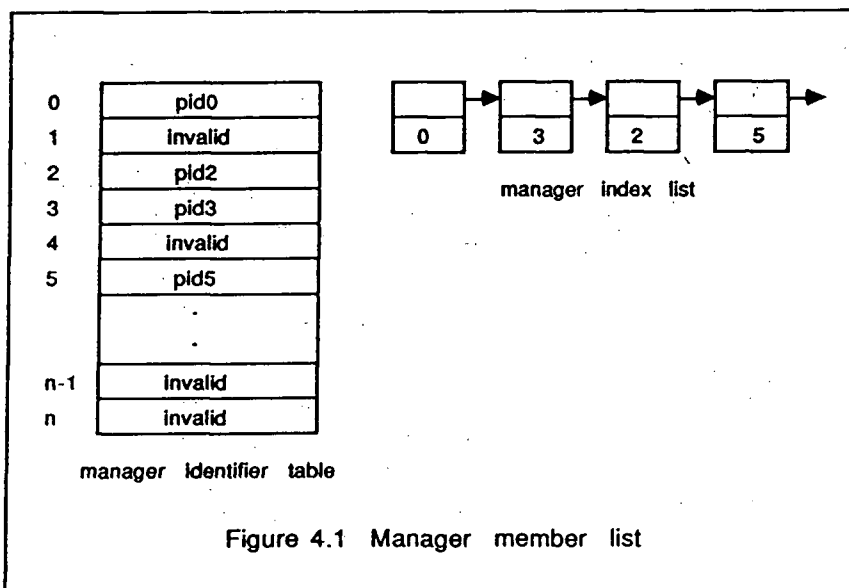 0 pid0
1 invalid
2 pid2
3 pid3
4 invalid
5 pid5
.
.
n-1 invalid
n invalid
manager identifier table
0 3 2 5
manager index list
Figure 4.1 Manager member list